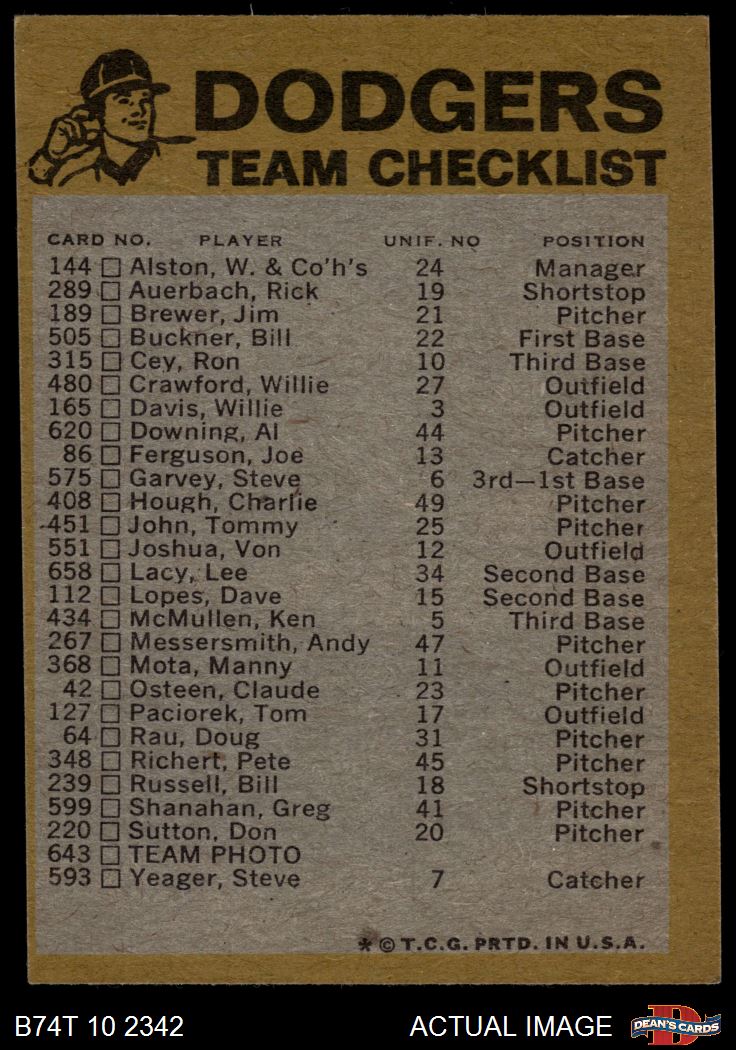 DODGERS
TEAM CHECKLIST
CARD NO. PLAYER UNIF. NO POSITION
144 □ Alston, W. & Co'h's 24 Manager
289 □ Auerbach, Rick 19 Shortstop
189 □ Brewer, Jim 21 Pitcher
505 □ Buckner, Bill 22 First Base
315 □ Cey, Ron 10 Third Base
480 □ Crawford, Willie 27 Outfield
165 □ Davis, Willie 3 Outfield
620 □ Downing, Al 44 Pitcher
86 □ Ferguson, Joe 13 Catcher
575 □ Garvey, Steve 6 3rd—1st Base
408 □ Hough, Charlie 49 Pitcher
451 □ John, Tommy 25 Pitcher
551 □ Joshua, Von 12 Outfield
658 □ Lacy, Lee 34 Second Base
112 □ Lopes, Dave 15 Second Base
434 □ McMullen, Ken 5 Third Base
267 □ Messersmith, Andy 47 Pitcher
368 □ Mota, Manny 11 Outfield
42 □ Osteen, Claude 23 Pitcher
127 □ Paciorek, Tom 17 Outfield
64 □ Rau, Doug 31 Pitcher
348 □ Richert, Pete 45 Pitcher
239 □ Russell, Bill 18 Shortstop
599 □ Shanahan, Greg 41 Pitcher
220 □ Sutton, Don 20 Pitcher
643 □ TEAM PHOTO
593 □ Yeager, Steve 7 Catcher
* © T.C.G. PRTD. IN U.S.A.
B74T 10 2342 ACTUAL IMAGE DEAN'S CARDS